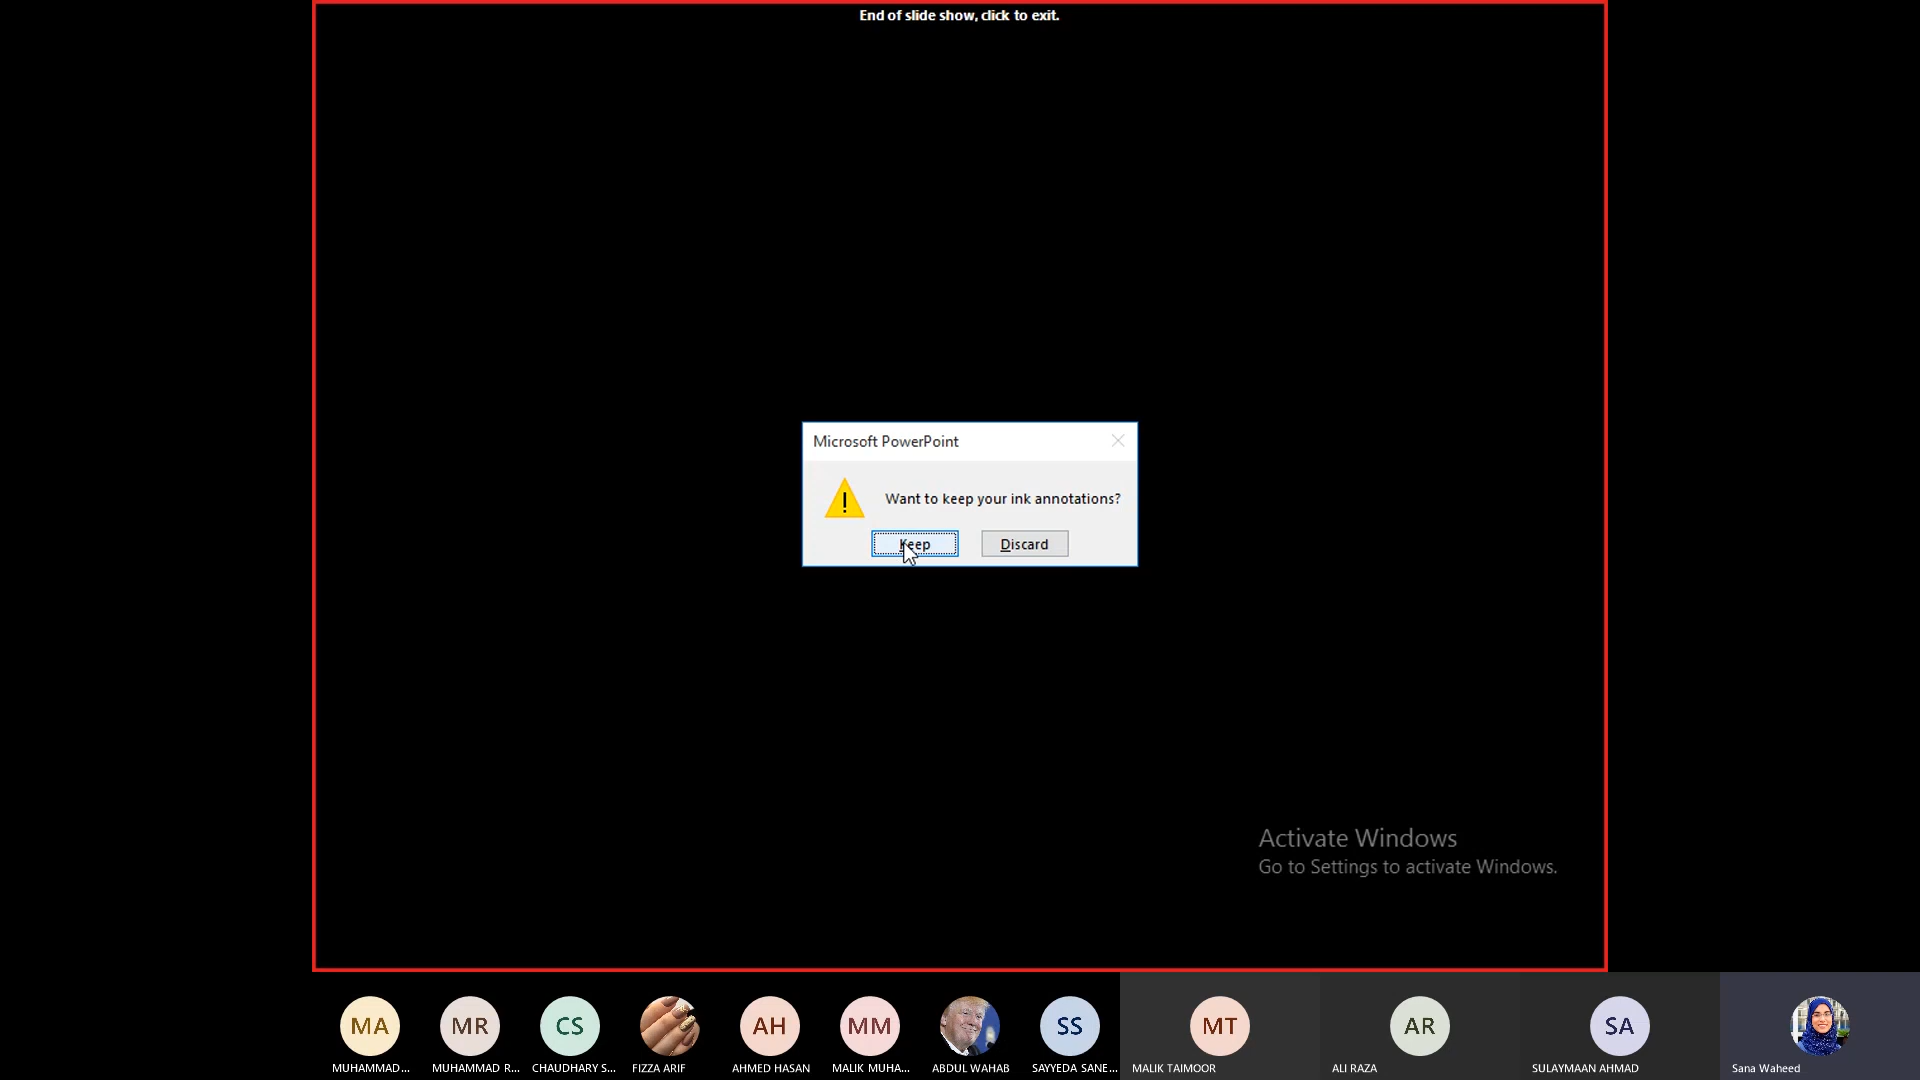 End of slide show, click to exit.
Microsoft PowerPoint
Want to keep your ink annotations?
Keep
Discard
Activate Windows
Go to Settings to activate Windows.
MA
MR
CS
AH
MM
SS
MT
AR
SA
MUHAMMAD...
MUHAMMAD R...
CHAUDHARY S...
FIZZA ARIF
AHMED HASAN
MALIK MUHA...
ABDUL WAHAB
SAYYEDA SANE...
MALIK TAIMOOR
ALI RAZA
SULAYMAAN AHMAD
Sana Waheed